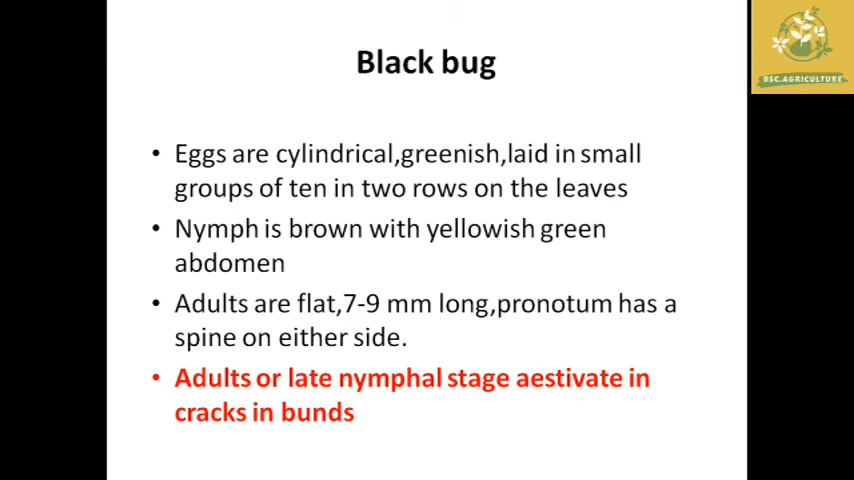 Black bug
BSC.AGRICULTURE
• Eggs are cylindrical,greenish,laid in small
groups of ten in two rows on the leaves
• Nymph is brown with yellowish green
abdomen
• Adults are flat,7-9 mm long,pronotum has a
spine on either side.
• Adults or late nymphal stage aestivate in
cracks in bunds